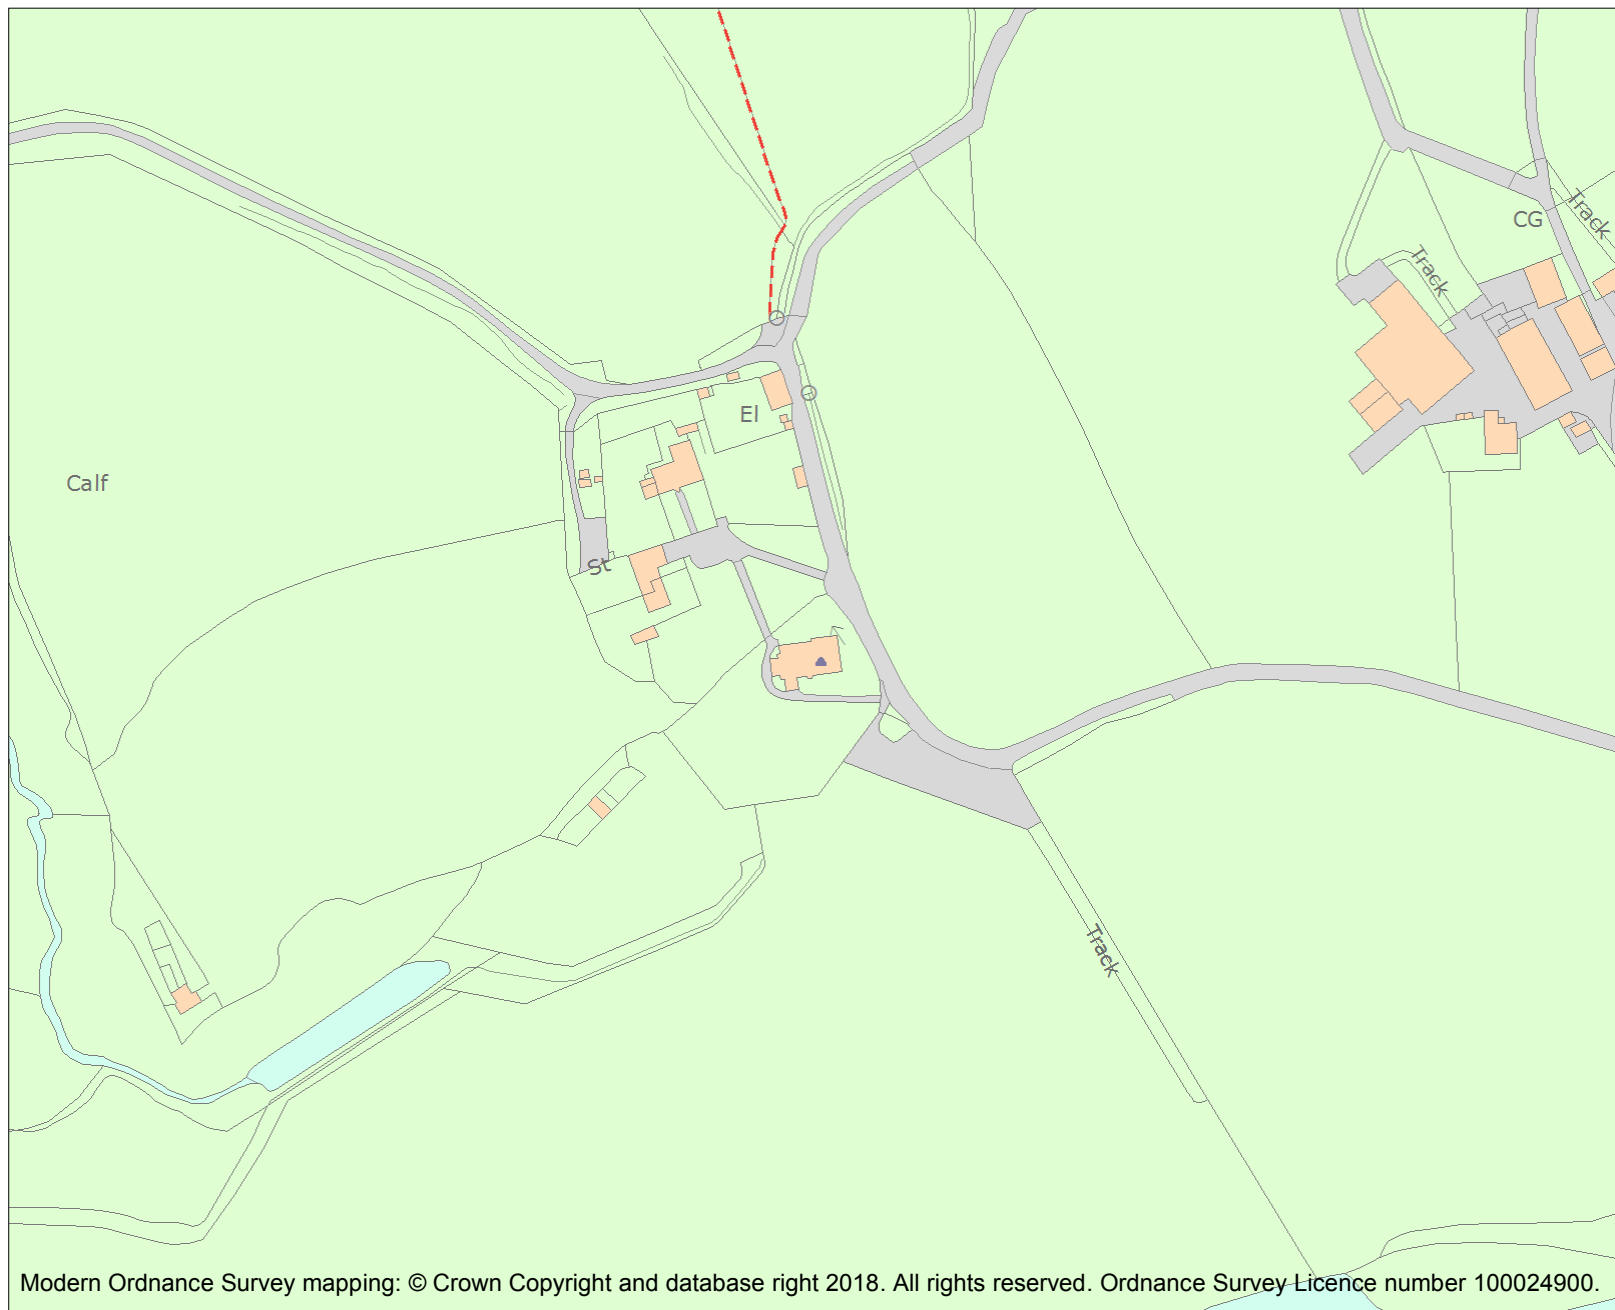 Track
CG
Track
El
Calf
St
Track
Modern Ordnance Survey mapping: © Crown Copyright and database right 2018. All rights reserved. Ordnance Survey Licence number 100024900.